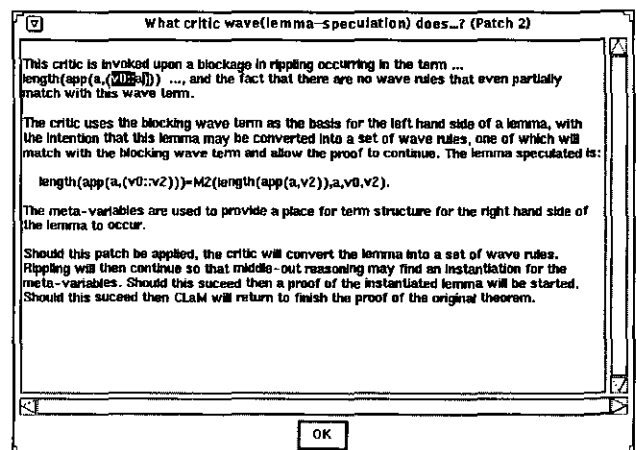 What critic wave(lemma-speculation) does...? (Patch 2)
This critic is invoked upon a blockage in rippling occurring in the term ...
length(app(a,(v0::aj))) ..., and the fact that there are no wave rules that even partially
match with this wave term.
The critic uses the blocking wave term as the basis for the left hand side of a lemma, with
the intention that this lemma may be converted into a set of wave rules, one of which will
match with the blocking wave term and allow the proof to continue. The lemma speculated is:
length(app(a,(v0::v2)))=M2(length(app(a,v2)),a,v0,v2).
The meta-variables are used to provide a place for term structure for the right hand side of
the lemma to occur.
Should this patch be applied, the critic will convert the lemma into a set of wave rules.
Rippling will then continue so that middle-out reasoning may find an instantiation for the
meta-variables. Should this suceed then a proof of the instantiated lemma will be started.
Should this suceed then CLaM will return to finish the proof of the original theorem.
OK